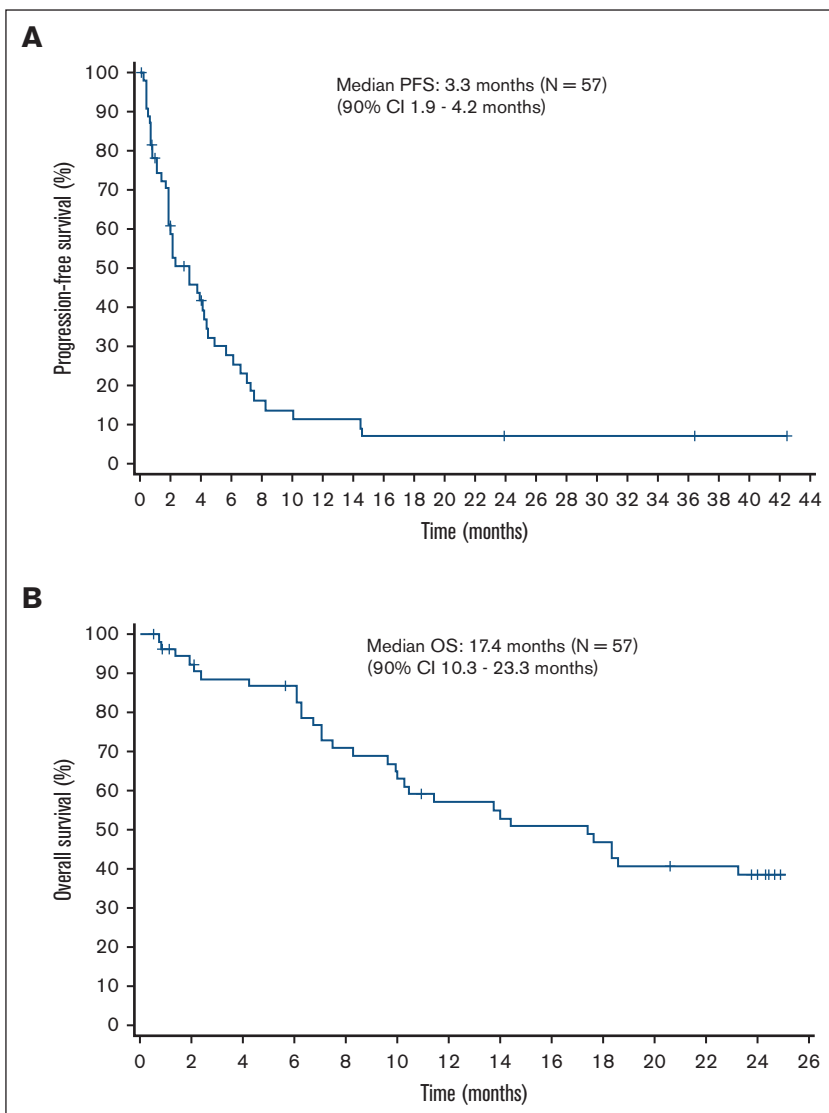 A
Median PFS: 3.3 months (N = 57)
(90% CI 1.9 - 4.2 months)
Progression-free survival (%)
100
90
80
70
60
50
40
30
20
10
0
0 2 4 6 8 10 12 14 16 18 20 22 24 26 28 30 32 34 36 38 40 42 44
Time (months)
B
Median OS: 17.4 months (N = 57)
(90% CI 10.3 - 23.3 months)
Overall survival (%)
100
90
80
70
60
50
40
30
20
10
0
0 2 4 6 8 10 12 14 16 18 20 22 24 26
Time (months)